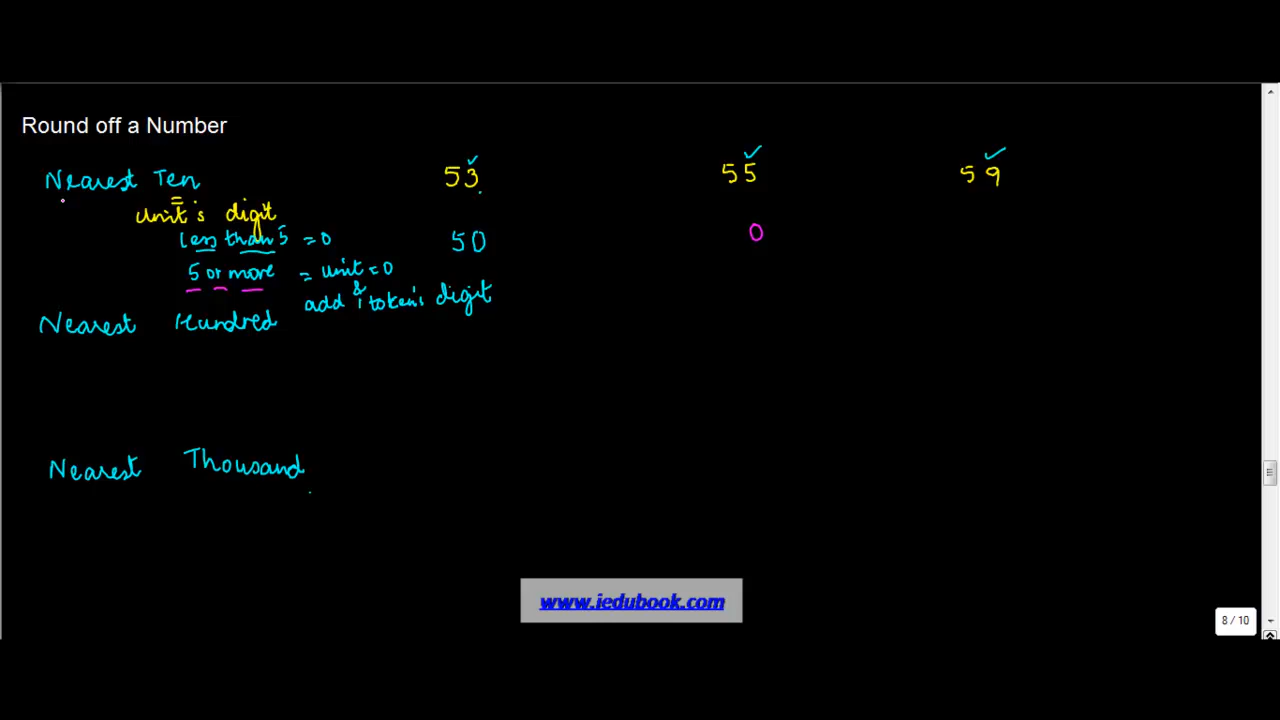 Round off a Number
Nearest Ten 53 55 59
Unit's digit
less than 5 = 0 50 0
5 or more = unit = 0
& add 1 to ten's digit
Nearest Hundred
Nearest Thousand
www.iedubook.com
8 / 10